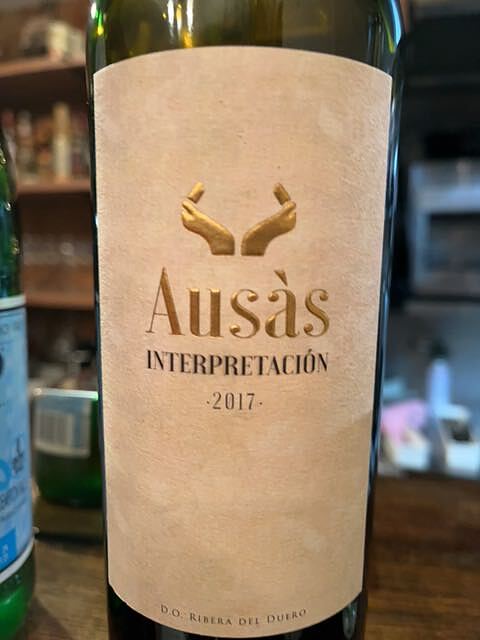 Ausàs
INTERPRETACIÓN
·2017·
D.O. RIBERA DEL DUERO